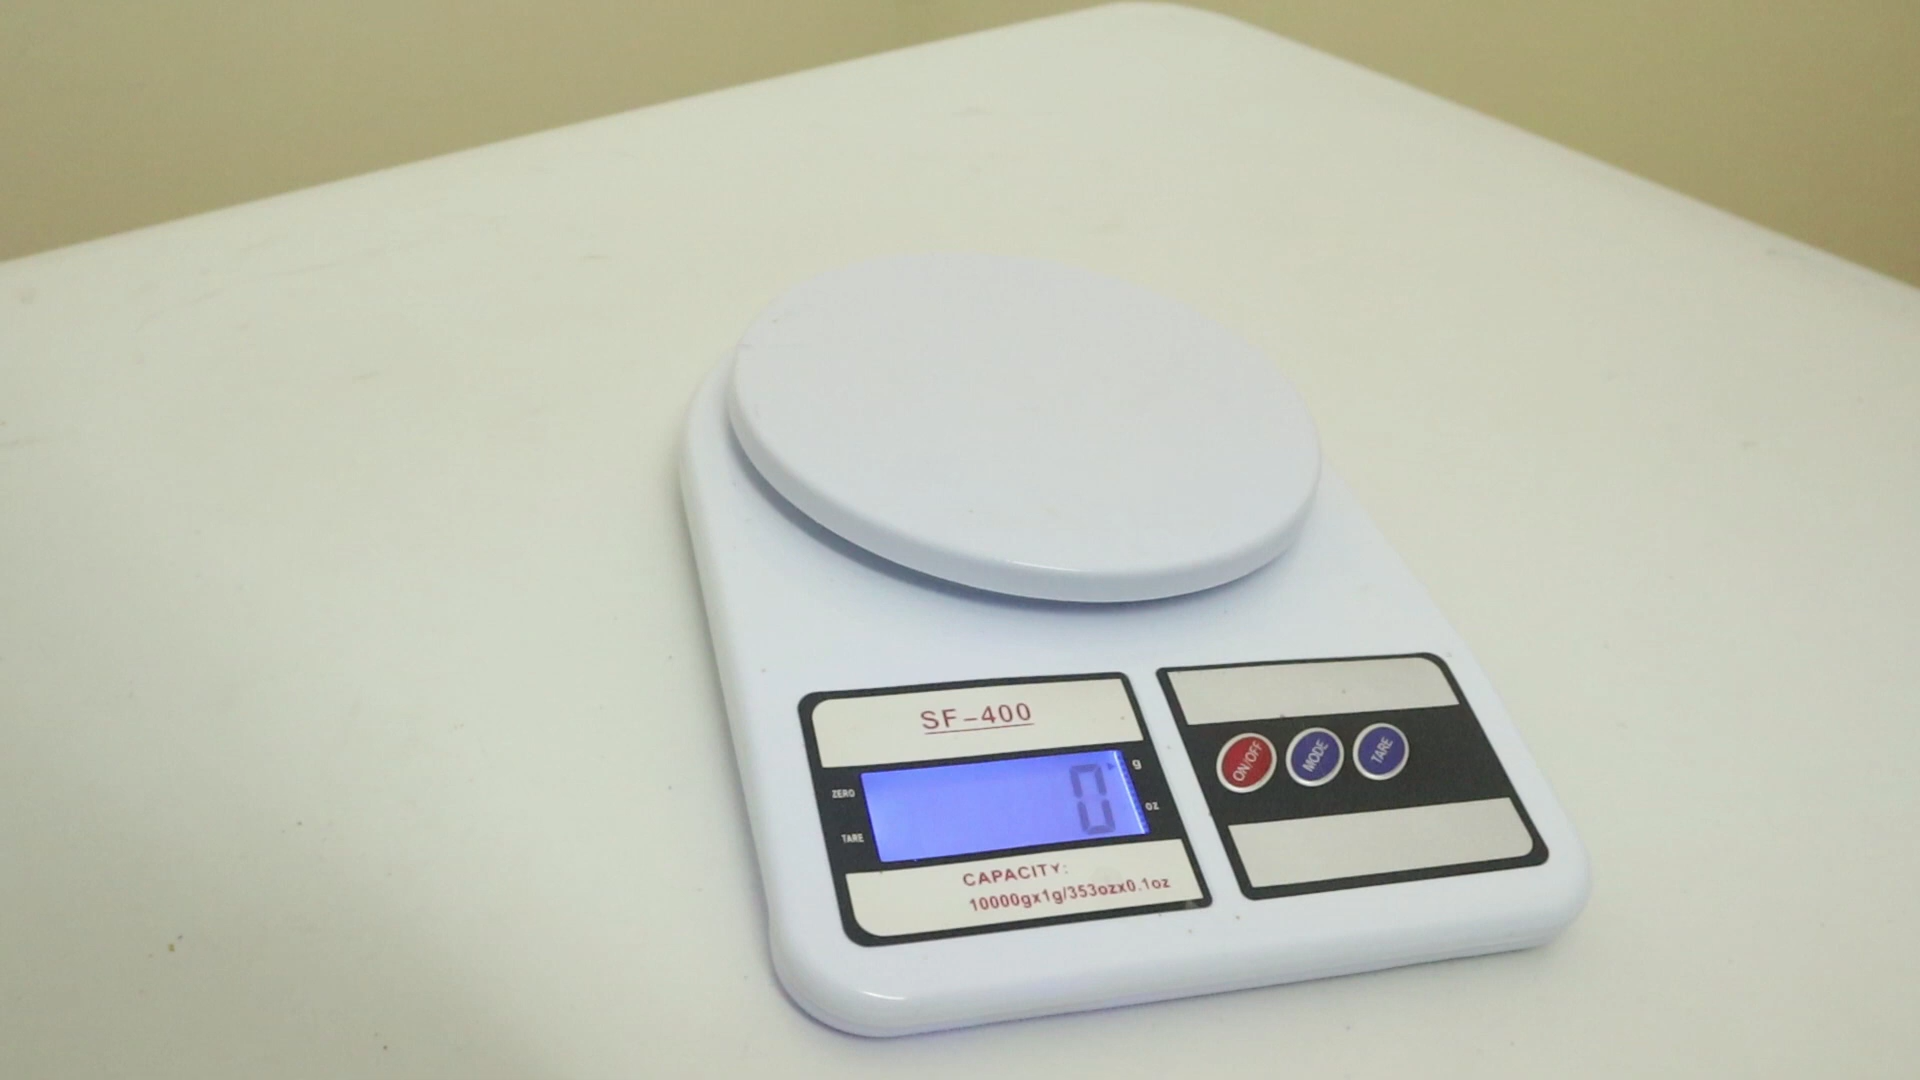 SF-400
ZERO
TARE
0
g
oz
CAPACITY:
10000gx1g/353ozx0.1oz
ON/OFF
MODE
TARE